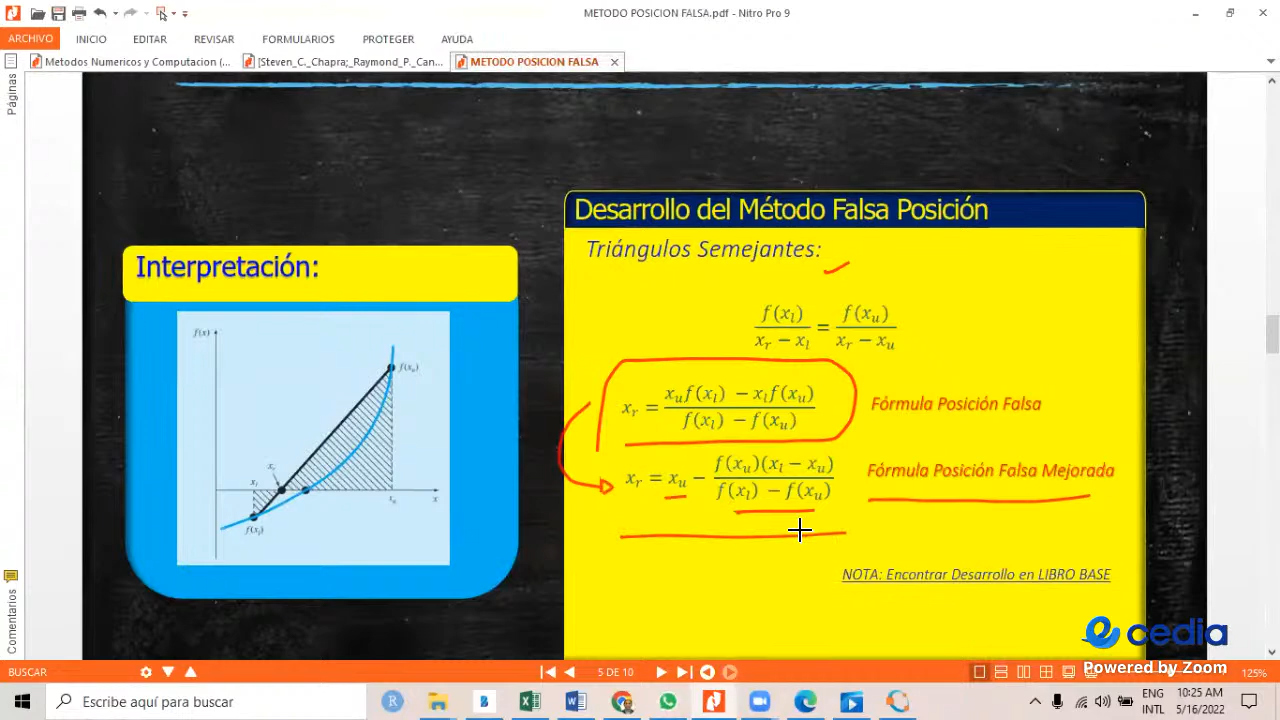 METODO POSICION FALSA.pdf - Nitro Pro 9
ARCHIVO INICIO EDITAR REVISAR FORMULARIOS PROTEGER AYUDA
Metodos Numericos y Computacion (... [Steven_C._Chapra;_Raymond_P._Can... METODO POSICION FALSA
Páginas
Desarrollo del Método Falsa Posición
Triángulos Semejantes:
f(x_l) / (x_r − x_l) = f(x_u) / (x_r − x_u)
x_r = (x_u f(x_l) − x_l f(x_u)) / (f(x_l) − f(x_u)) Fórmula Posición Falsa
x_r = x_u − f(x_u)(x_l − x_u) / (f(x_l) − f(x_u)) Fórmula Posición Falsa Mejorada
NOTA: Encontrar Desarrollo en LIBRO BASE
Interpretación:
f(x)
f(x_u)
x_r
x_l
x_u
x
f(x_l)
Comentarios
cedia
Powered by Zoom
BUSCAR 5 DE 10 125%
Escribe aquí para buscar
ENG
INTL
10:25 AM
5/16/2022